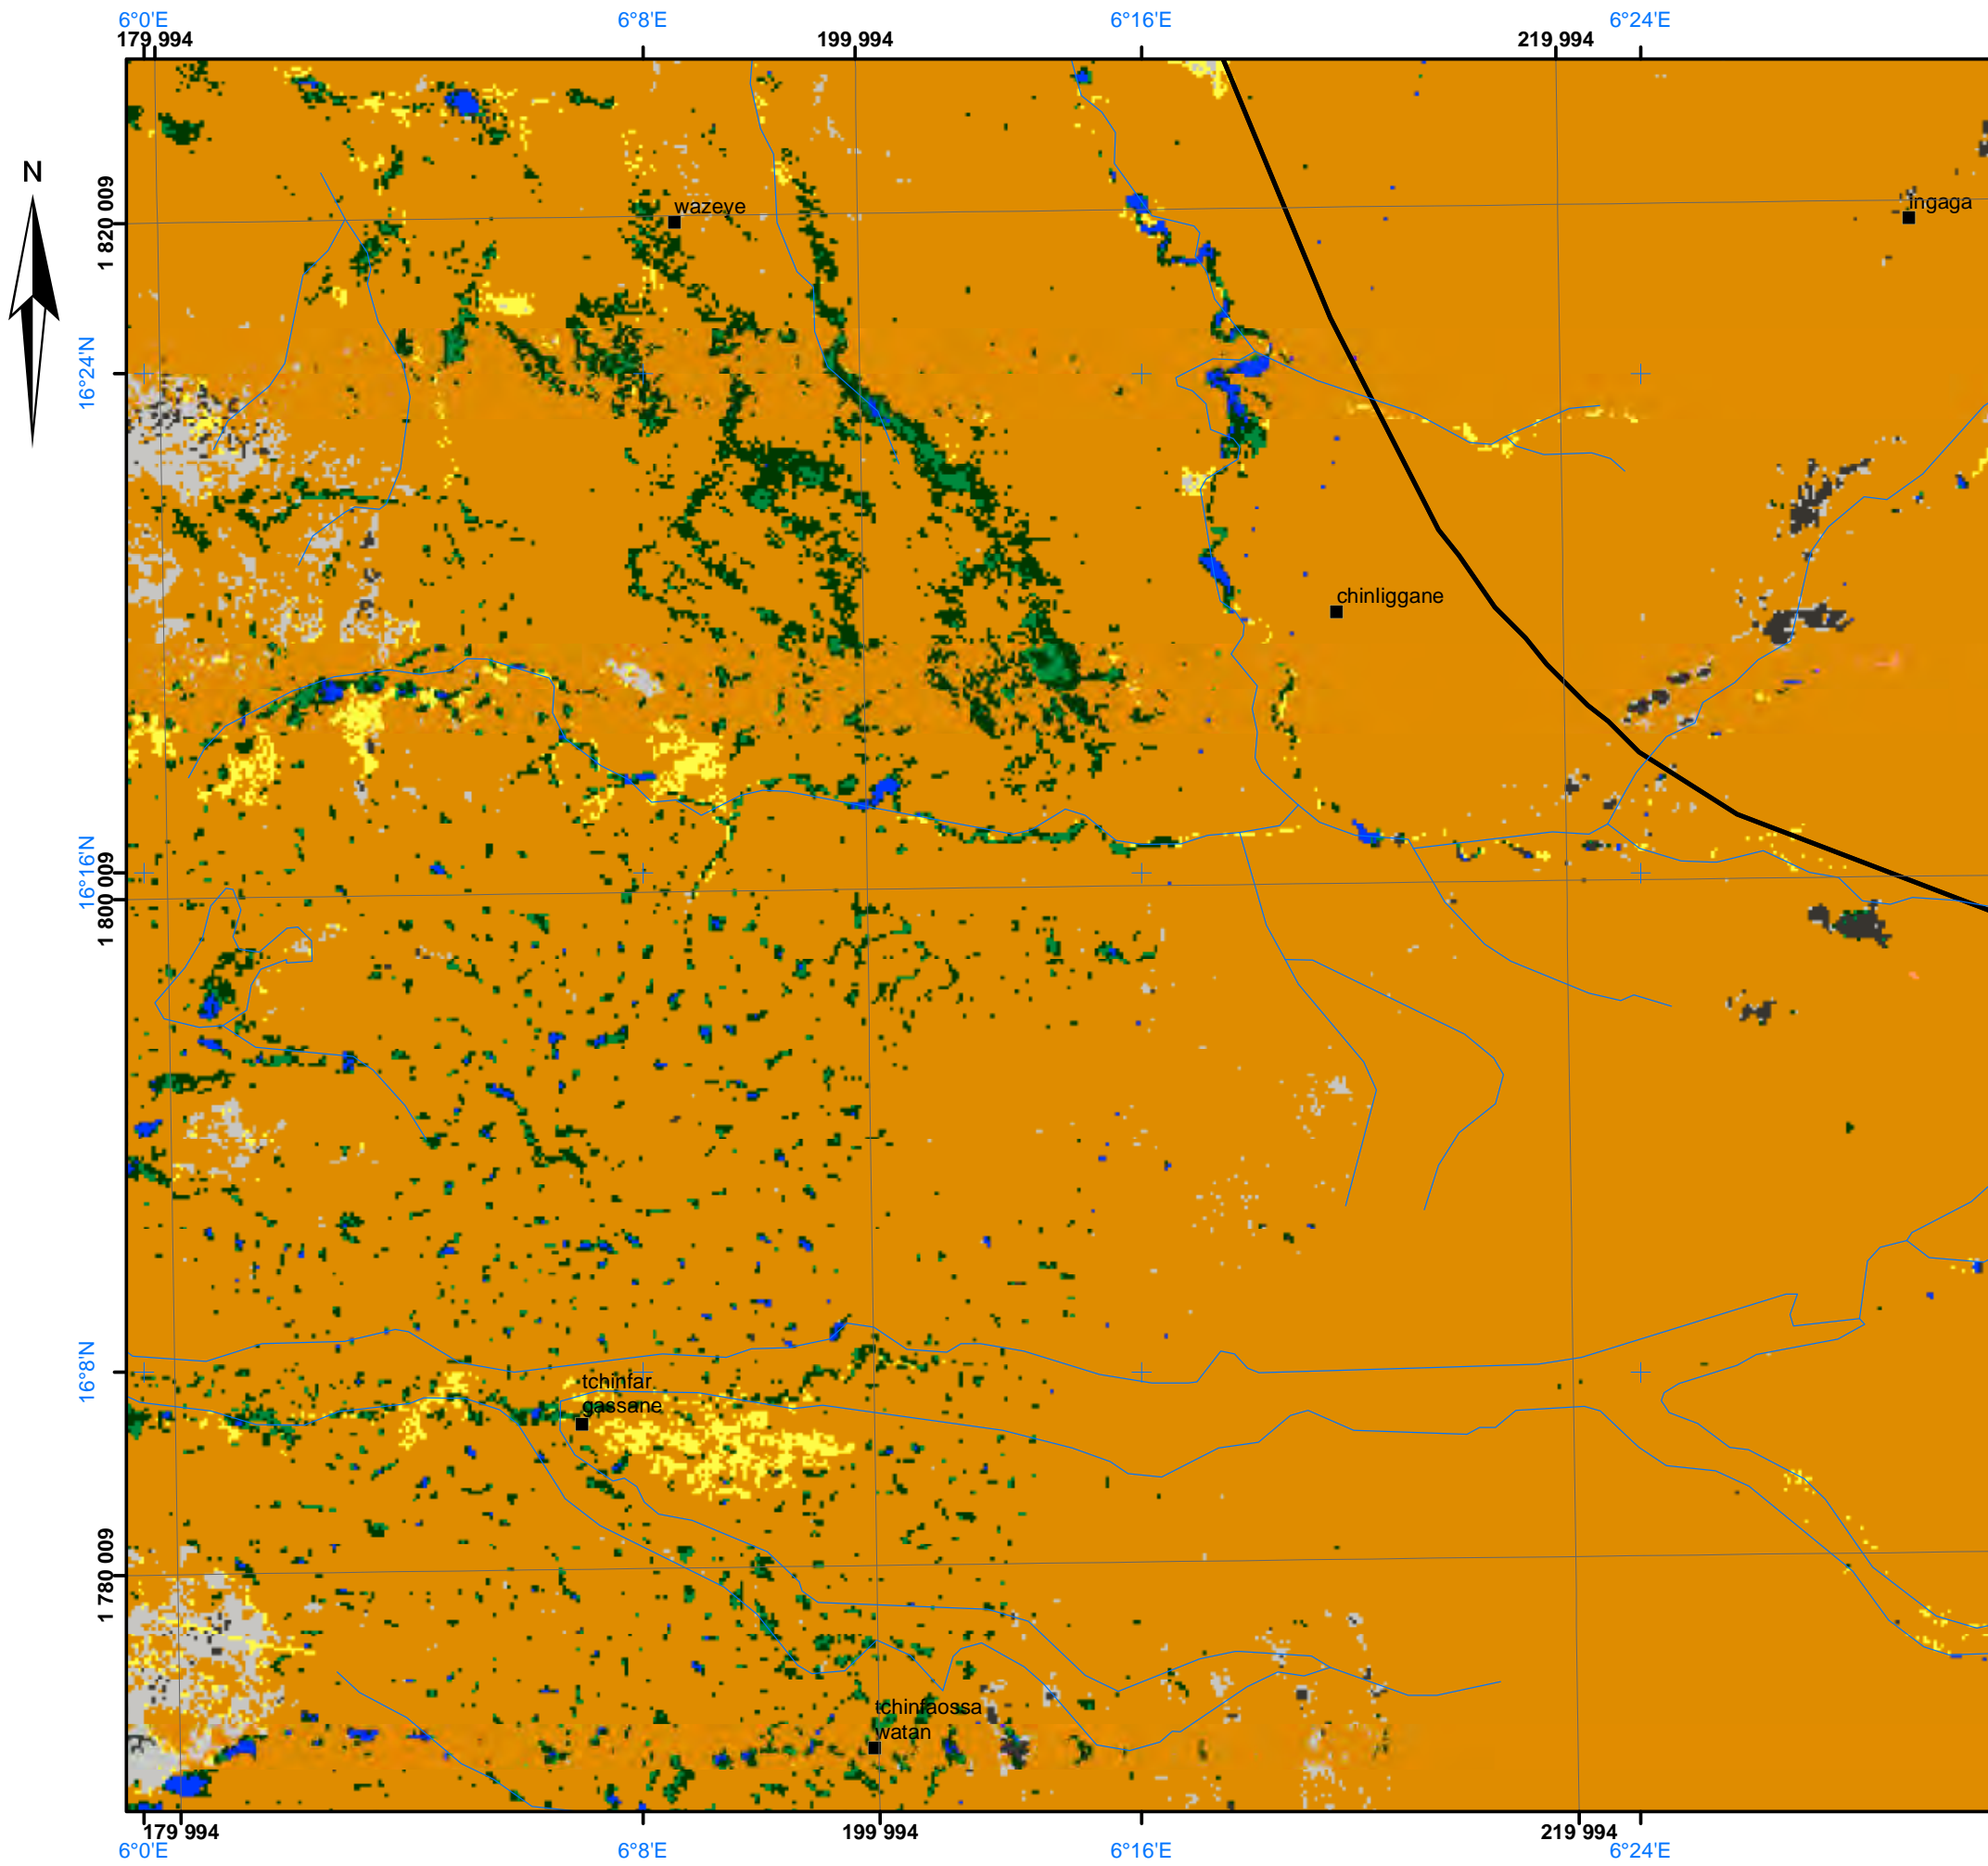 6°0'E 6°8'E 6°16'E 6°24'E
179 994 199 994 219 994
N
1 820 009
16°24'N
16°16'N
1 800 009
16°8'N
1 780 009
wazeye
ingaga
chinliggane
tchinfar
gassane
tchinfaossa
watan
179 994 199 994 219 994
6°0'E 6°8'E 6°16'E 6°24'E